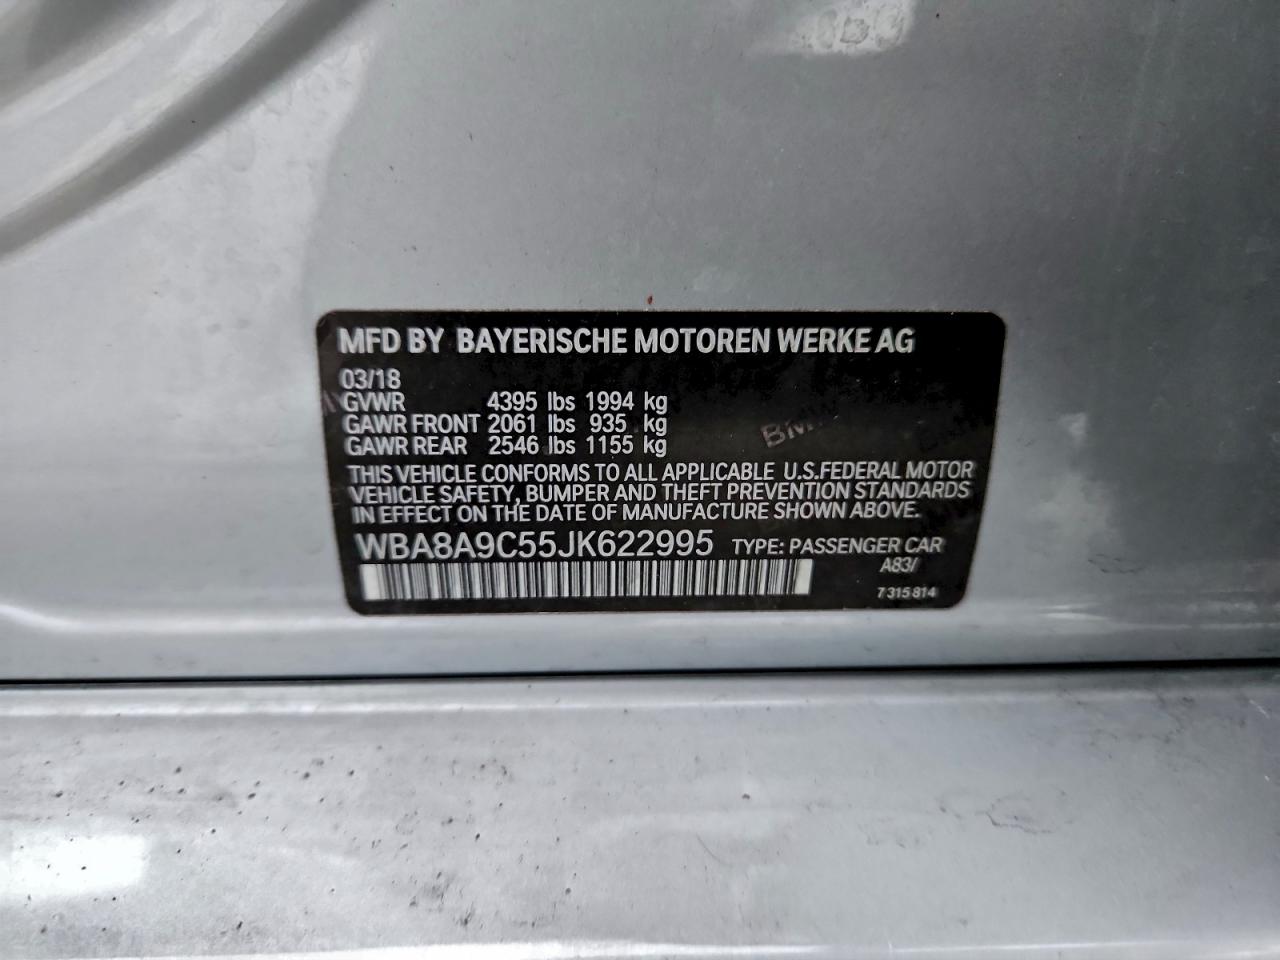 MFD BY BAYERISCHE MOTOREN WERKE AG
03/18
GVWR 4395 lbs 1994 kg
GAWR FRONT 2061 lbs 935 kg
GAWR REAR 2546 lbs 1155 kg
THIS VEHICLE CONFORMS TO ALL APPLICABLE U.S.FEDERAL MOTOR
VEHICLE SAFETY, BUMPER AND THEFT PREVENTION STANDARDS
IN EFFECT ON THE DATE OF MANUFACTURE SHOWN ABOVE.
WBA8A9C55JK622995 TYPE: PASSENGER CAR
A83/
7 315 814
BMW